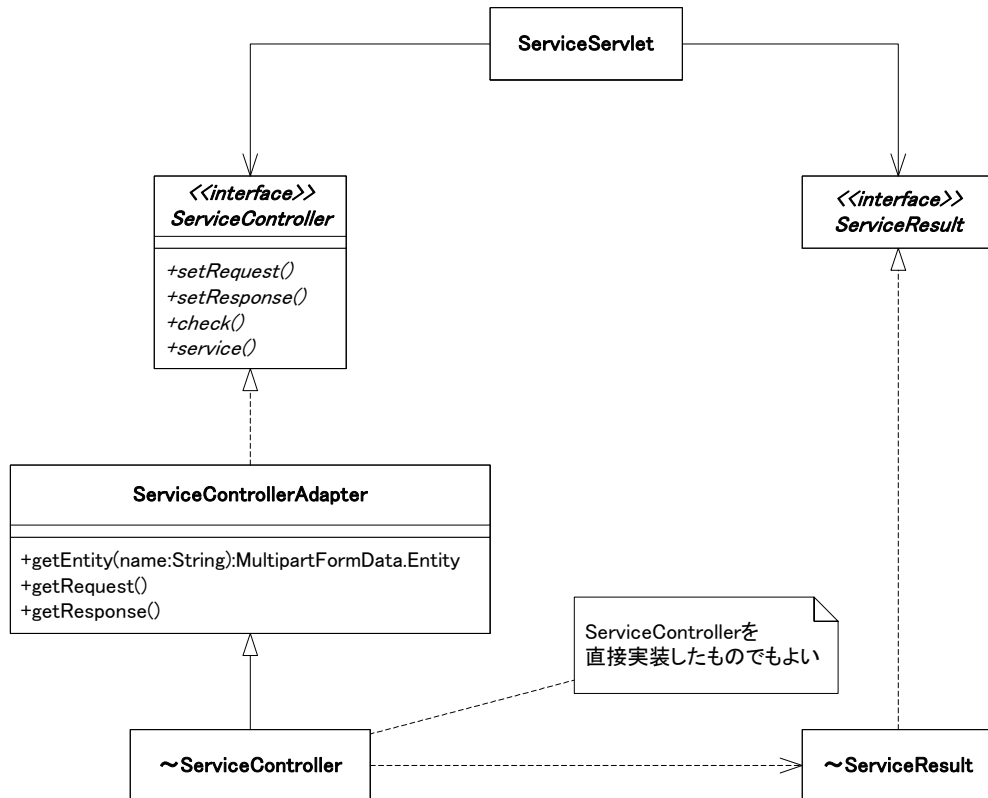 ServiceServlet
<<interface>>
ServiceController
+setRequest()
+setResponse()
+check()
+service()
<<interface>>
ServiceResult
ServiceControllerAdapter
+getEntity(name:String):MultipartFormData.Entity
+getRequest()
+getResponse()
ServiceControllerを
直接実装したものでもよい
～ServiceController
～ServiceResult